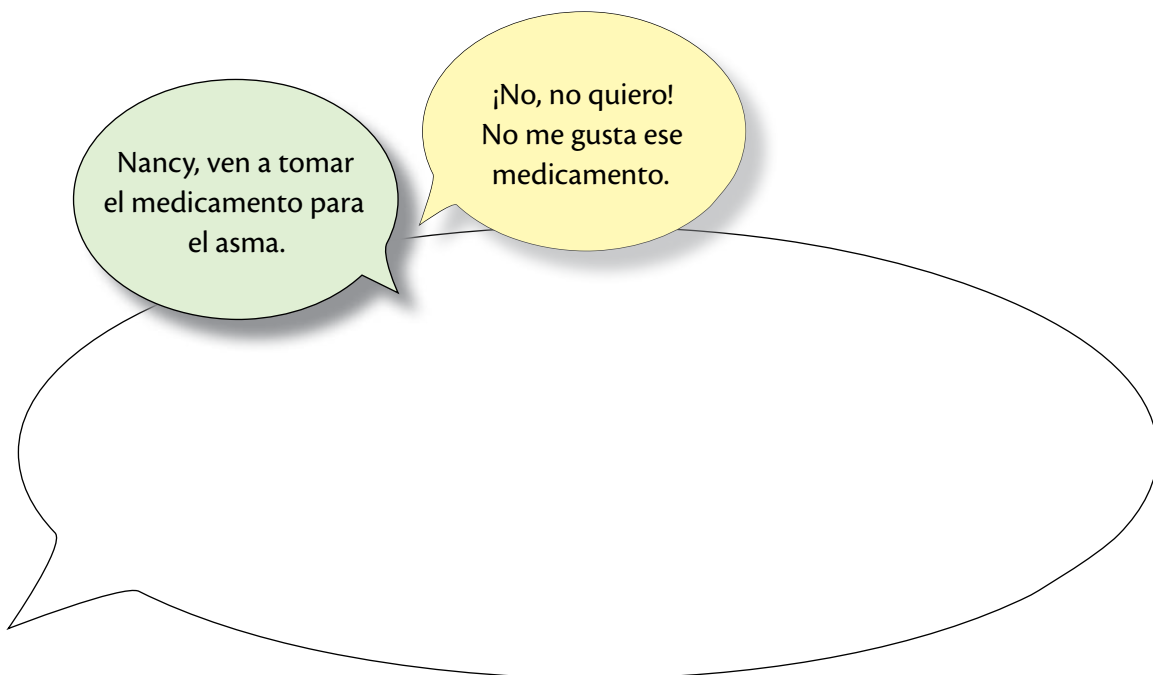 Nancy, ven a tomar
el medicamento para
el asma.
¡No, no quiero!
No me gusta ese
medicamento.